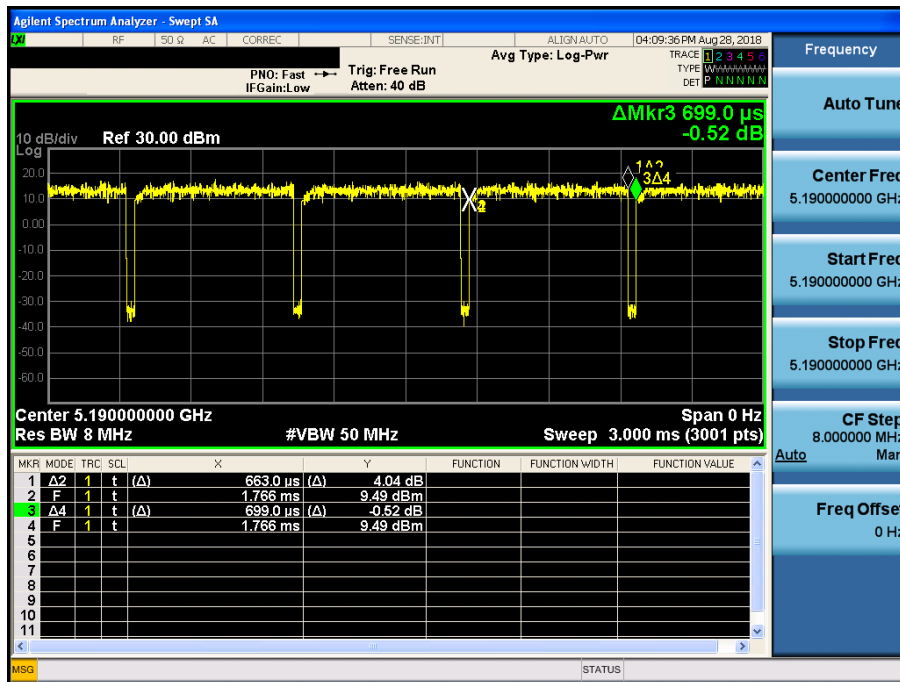 Agilent Spectrum Analyzer - Swept SA
LXI RF 50 Ω AC CORREC SENSE:INT ALIGN AUTO 04:09:36 PM Aug 28, 2018
PNO: Fast
IFGain:Low
Trig: Free Run
Atten: 40 dB
Avg Type: Log-Pwr
TRACE 1 2 3 4 5 6
TYPE WWWWWW
DET P N N N N N
ΔMkr3 699.0 µs
-0.52 dB
10 dB/div Ref 30.00 dBm
Log
20.0
10.0
0.00
-10.0
-20.0
-30.0
-40.0
-50.0
-60.0
3Δ4
Center 5.190000000 GHz Span 0 Hz
Res BW 8 MHz #VBW 50 MHz Sweep 3.000 ms (3001 pts)
MKR MODE TRC SCL X Y FUNCTION FUNCTION WIDTH FUNCTION VALUE
1 Δ2 1 t (Δ) 663.0 µs (Δ) 4.04 dB
2 F 1 t 1.766 ms 9.49 dBm
3 Δ4 1 t (Δ) 699.0 µs (Δ) -0.52 dB
4 F 1 t 1.766 ms 9.49 dBm
5
6
7
8
9
10
11
MSG STATUS
Frequency
Auto Tune
Center Freq
5.190000000 GHz
Start Freq
5.190000000 GHz
Stop Freq
5.190000000 GHz
CF Step
8.000000 MHz
Auto Man
Freq Offset
0 Hz